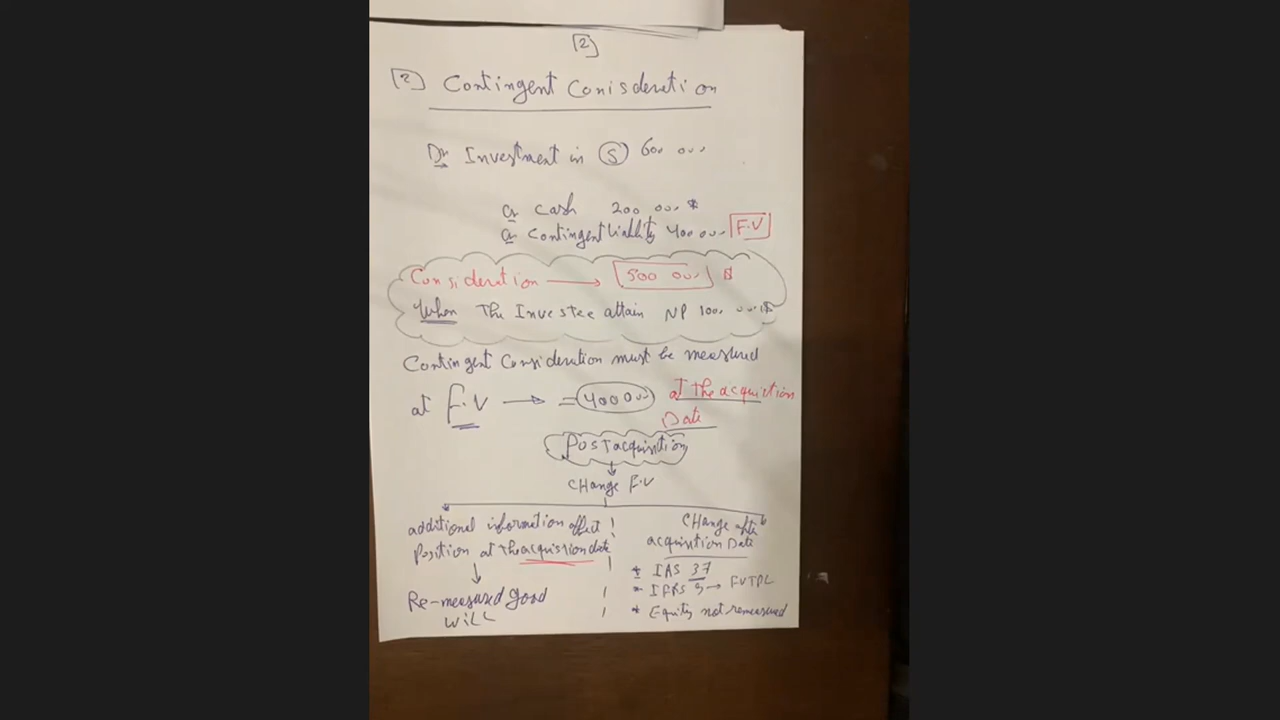 [2]
[2] Contingent Conisderation
Dr Investment in (S) 600 000
Cr Cash 200 000 $
Cr Contingent liability 400 000 F.V
Consideration → 500 000 $
When The Investee attain NP 100 000 $
Contingent Consideration must be measured
at F.V → = 400 000 at The acquistion
Date
Post acquisition
CHange F.V
additional information affect
Position at the acquission date
Re-measured good
will
CHange after
acquisition Date
* IAS 37
* IFRS 9 → FVTPL
* Equity not remeasured